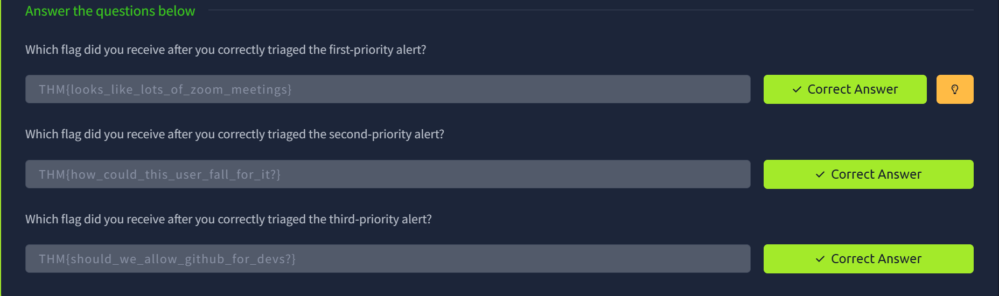 Answer the questions below
Which flag did you receive after you correctly triaged the first-priority alert?
THM{looks_like_lots_of_zoom_meetings}
Correct Answer
Which flag did you receive after you correctly triaged the second-priority alert?
THM{how_could_this_user_fall_for_it?}
Correct Answer
Which flag did you receive after you correctly triaged the third-priority alert?
THM{should_we_allow_github_for_devs?}
Correct Answer